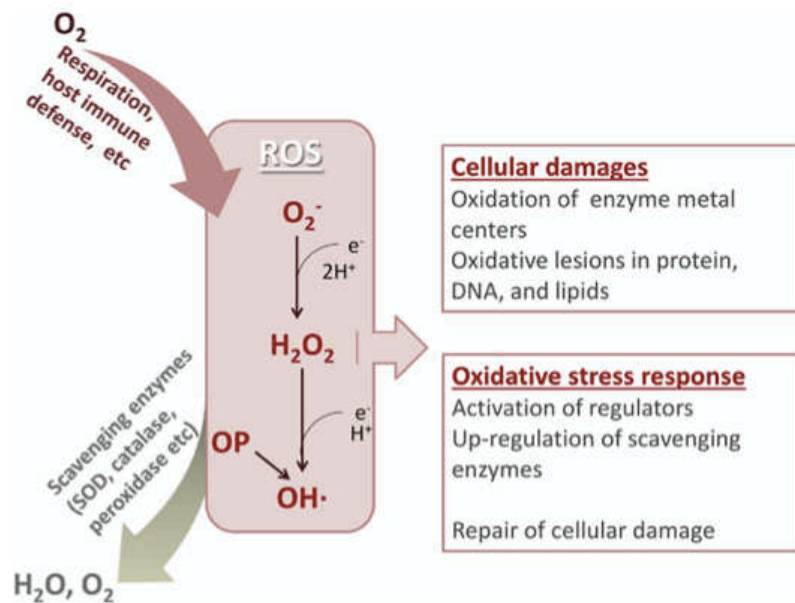 O₂
Respiration,
host immune
defense, etc
ROS
O₂⁻
e⁻
2H⁺
H₂O₂
e⁻
H⁺
OP
OH·
Scavenging enzymes
(SOD, catalase,
peroxidase etc)
H₂O, O₂
Cellular damages
Oxidation of enzyme metal
centers
Oxidative lesions in protein,
DNA, and lipids
Oxidative stress response
Activation of regulators
Up-regulation of scavenging
enzymes
Repair of cellular damage